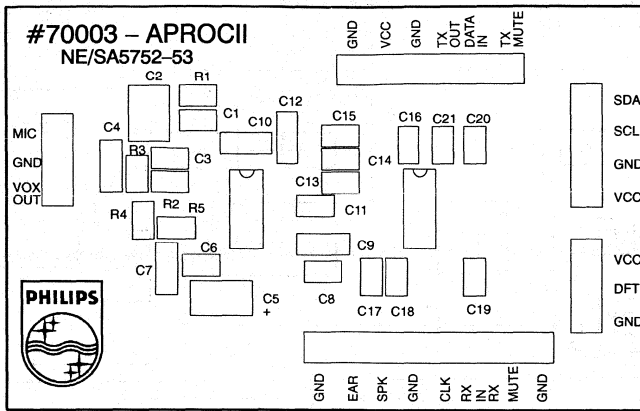 #70003 – APROCII
NE/SA5752–53
GND
VCC
GND
TX
OUT
DATA
IN
TX
MUTE
C2
R1
C1
C10
C12
C15
C16
C21
C20
SDA
SCL
GND
VCC
MIC
GND
VOX
OUT
C4
R3
C3
C14
C13
C11
R4
R2
R5
C9
C7
C6
C8
C5
+
C17
C18
C19
VCC
DFT
GND
PHILIPS
GND
EAR
SPK
GND
CLK
RX
IN
RX
MUTE
GND